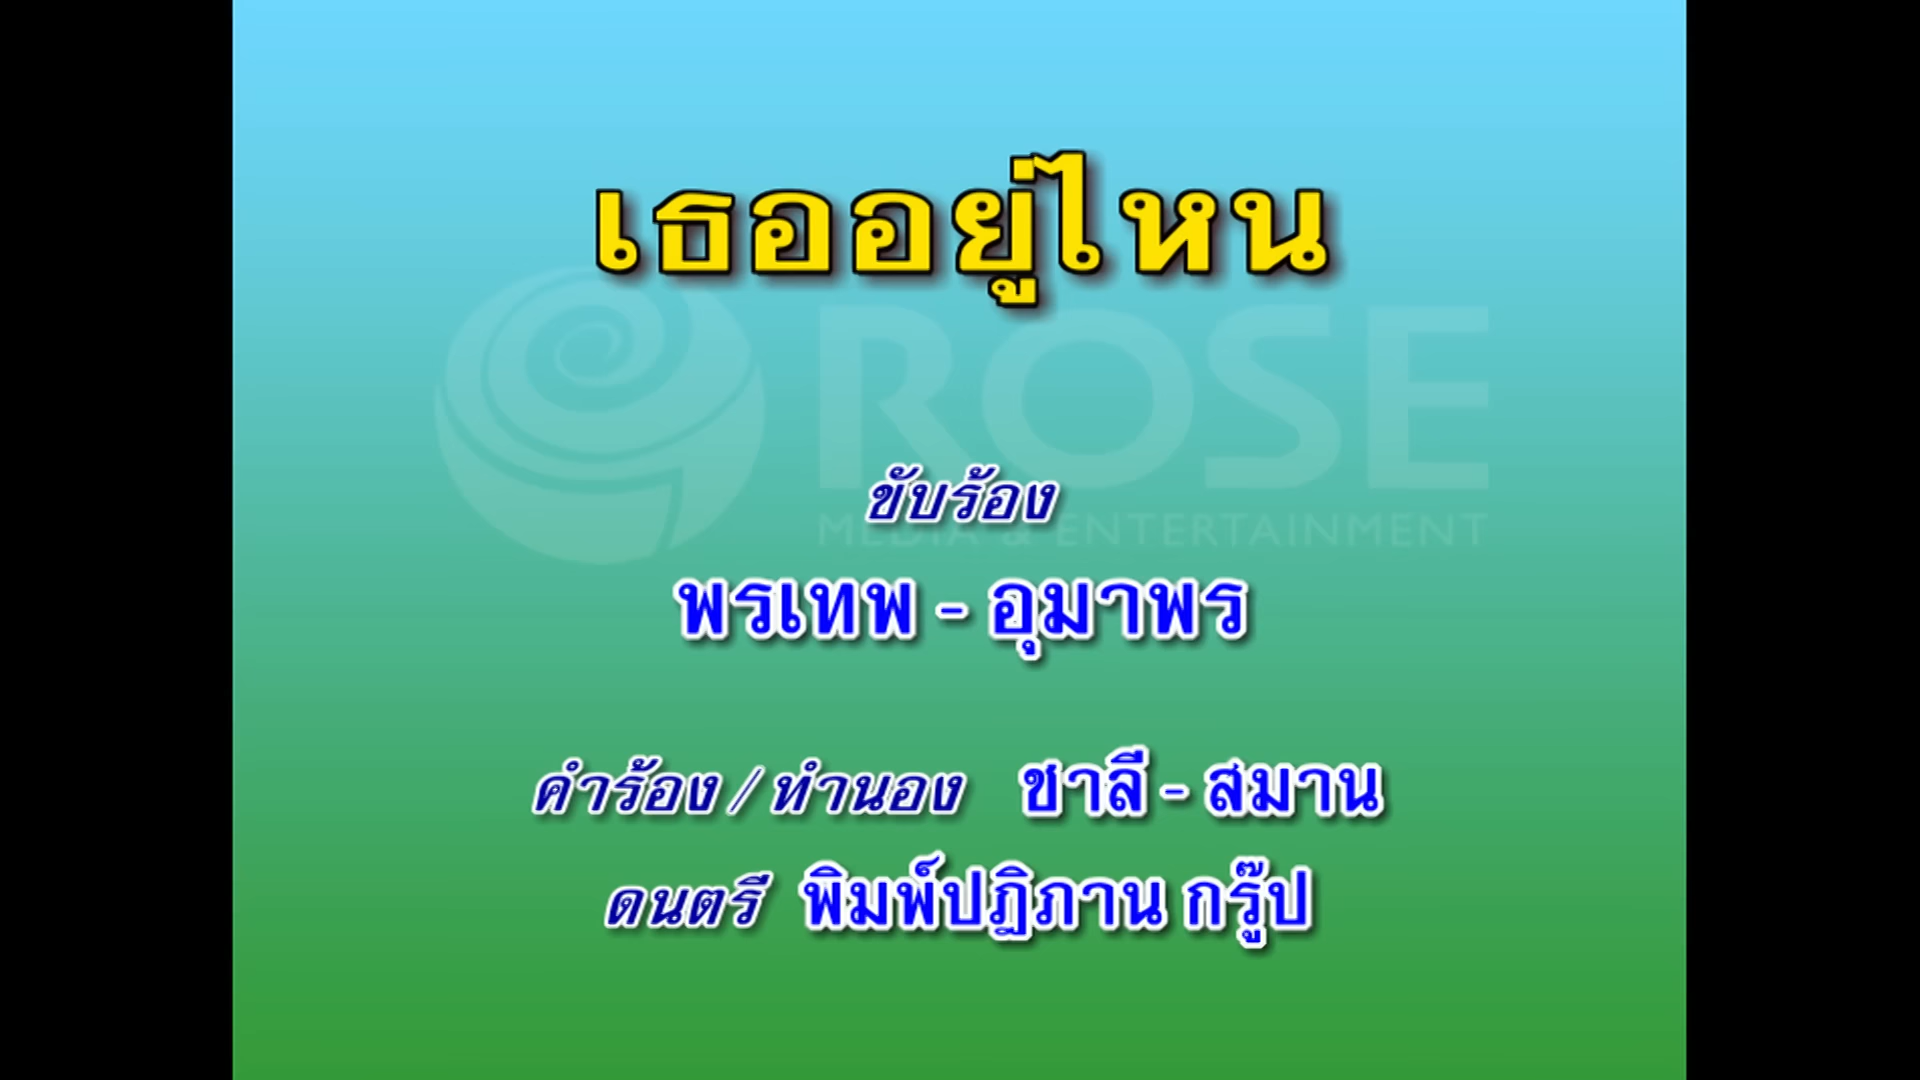 เธออยู่ไหน
ROSE
MEDIA & ENTERTAINMENT
ขับร้อง
พรเทพ - อุมาพร
คำร้อง / ทำนอง ชาลี - สมาน
ดนตรี พิมพ์ปฎิภาน กรุ๊ป